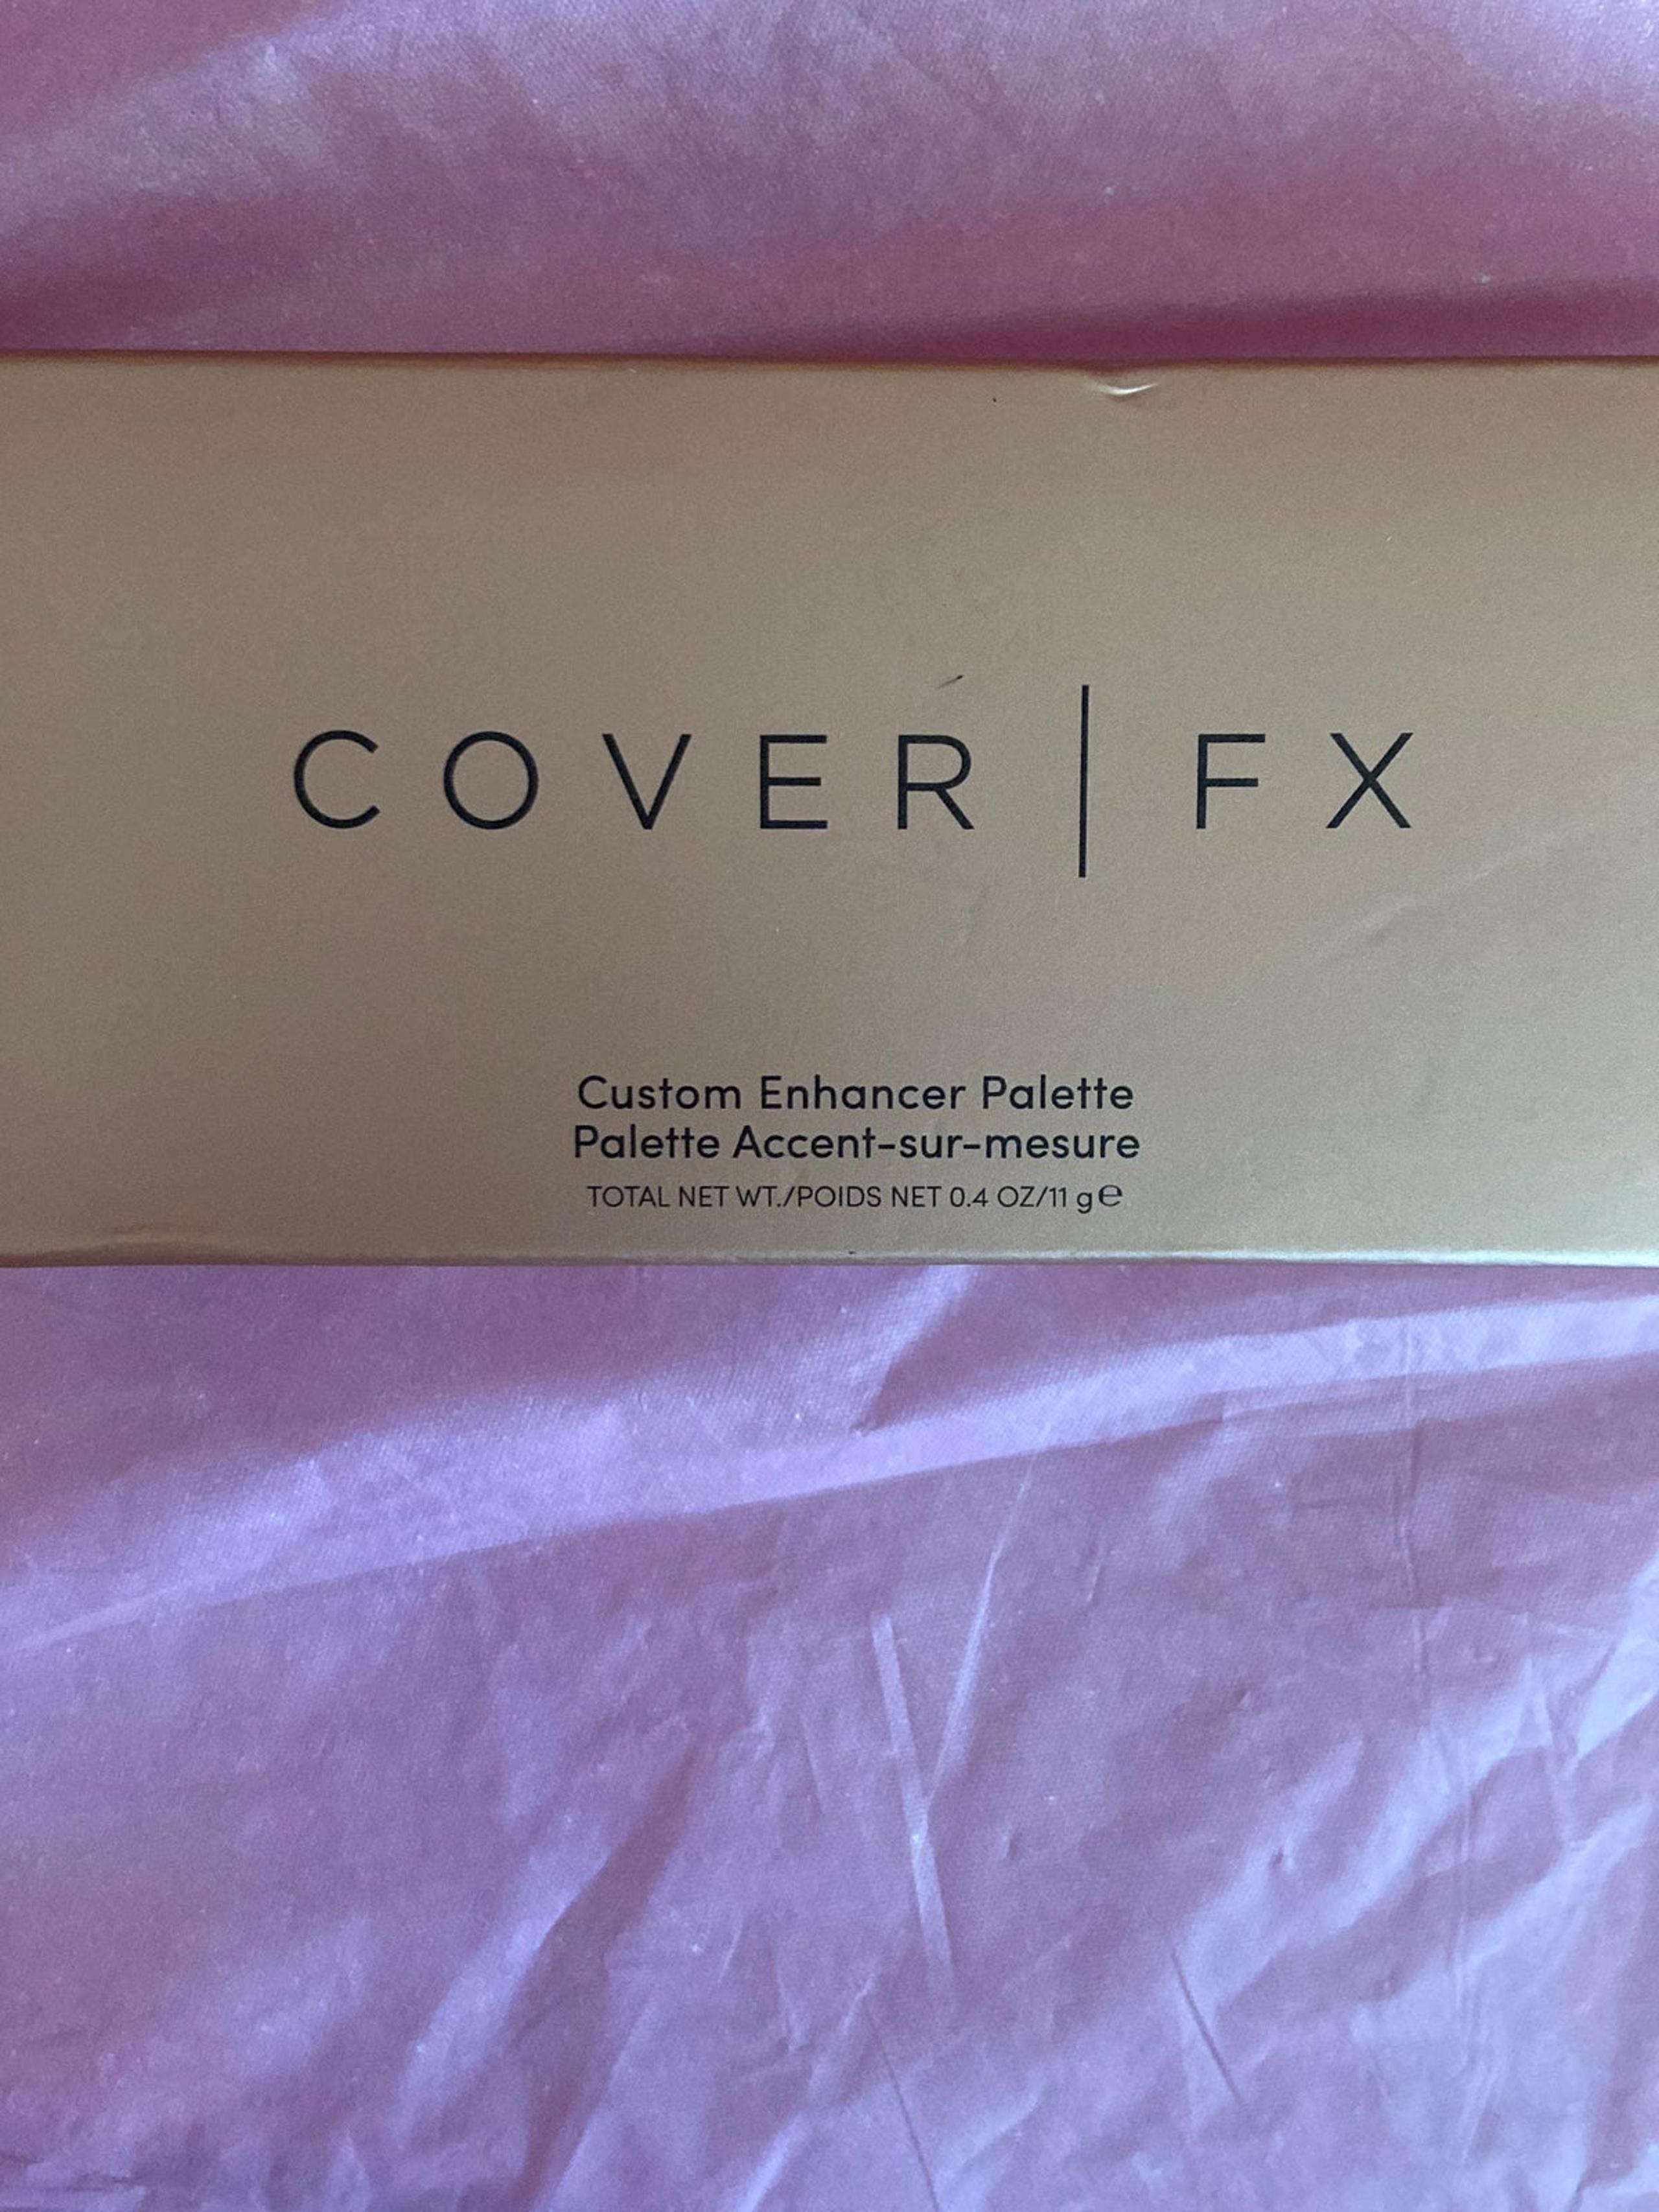 COVER | FX
Custom Enhancer Palette
Palette Accent-sur-mesure
TOTAL NET WT./POIDS NET 0.4 OZ/11 g ℮